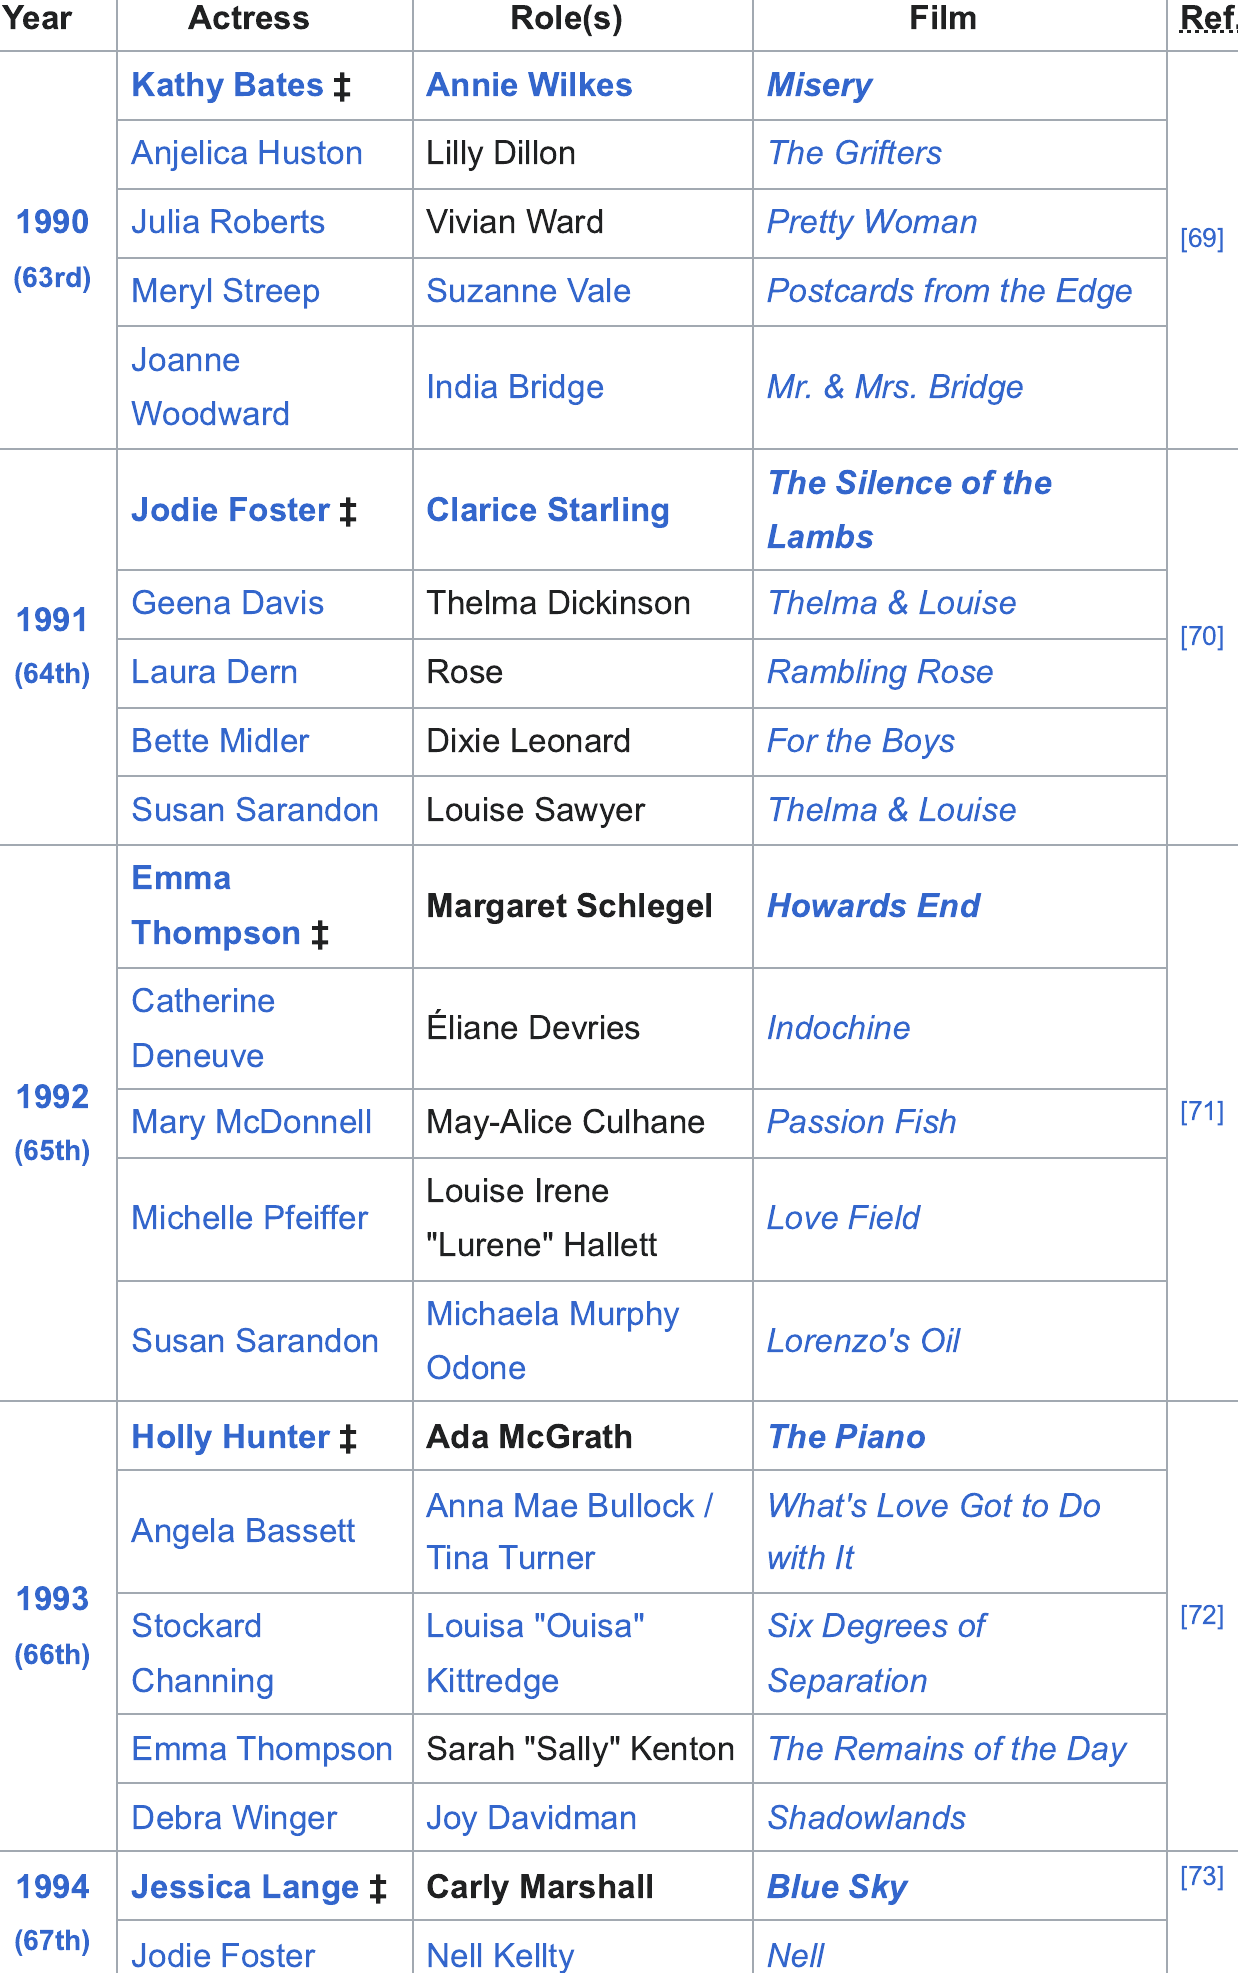 Year Actress Role(s) Film Ref.
Kathy Bates ‡ Annie Wilkes Misery
Anjelica Huston Lilly Dillon The Grifters
1990 Julia Roberts Vivian Ward Pretty Woman [69]
(63rd) Meryl Streep Suzanne Vale Postcards from the Edge
Joanne
Woodward India Bridge Mr. & Mrs. Bridge
Jodie Foster ‡ Clarice Starling The Silence of the
Lambs
Geena Davis Thelma Dickinson Thelma & Louise
1991 [70]
(64th) Laura Dern Rose Rambling Rose
Bette Midler Dixie Leonard For the Boys
Susan Sarandon Louise Sawyer Thelma & Louise
Emma
Thompson ‡ Margaret Schlegel Howards End
Catherine
Deneuve Éliane Devries Indochine
1992 [71]
(65th) Mary McDonnell May-Alice Culhane Passion Fish
Michelle Pfeiffer Louise Irene
"Lurene" Hallett Love Field
Susan Sarandon Michaela Murphy
Odone Lorenzo's Oil
Holly Hunter ‡ Ada McGrath The Piano
Angela Bassett Anna Mae Bullock /
Tina Turner What's Love Got to Do
with It
1993 [72]
(66th) Stockard
Channing Louisa "Ouisa"
Kittredge Six Degrees of
Separation
Emma Thompson Sarah "Sally" Kenton The Remains of the Day
Debra Winger Joy Davidman Shadowlands
1994 Jessica Lange ‡ Carly Marshall Blue Sky [73]
(67th) Jodie Foster Nell Kellty Nell